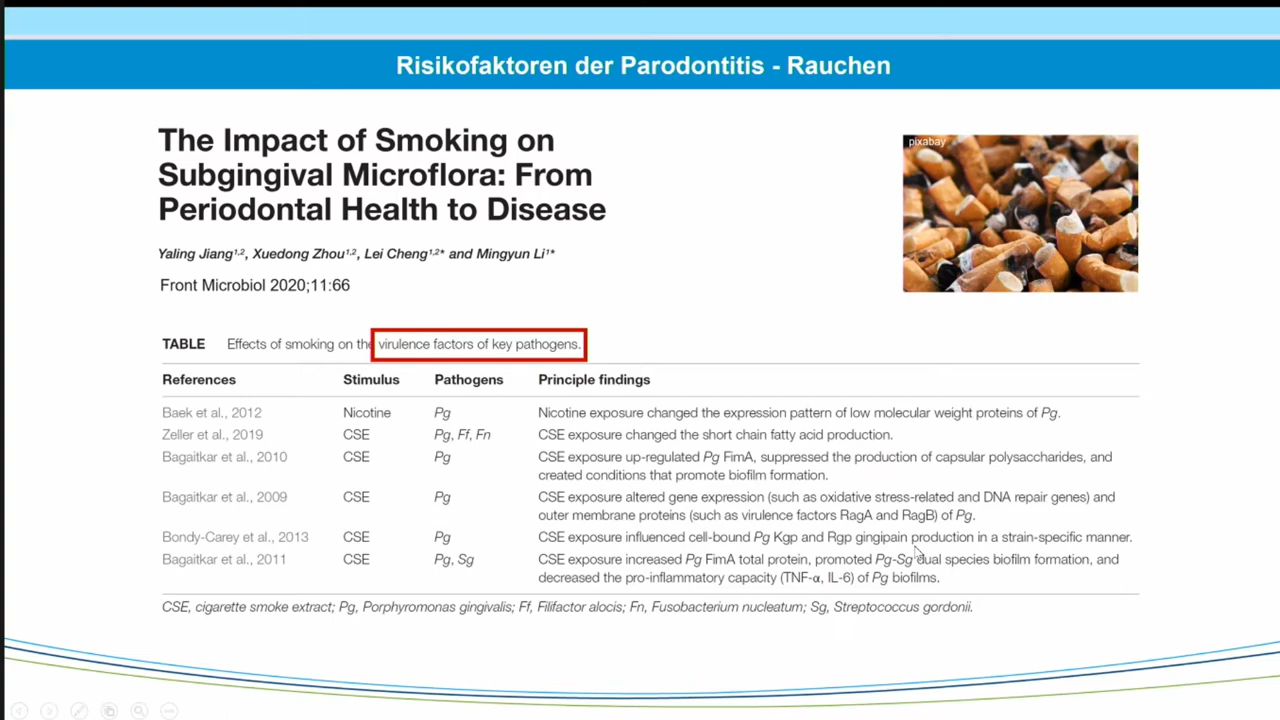 Risikofaktoren der Parodontitis - Rauchen
The Impact of Smoking on
Subgingival Microflora: From
Periodontal Health to Disease
pixabay
Yaling Jiang1,2, Xuedong Zhou1,2, Lei Cheng1,2* and Mingyun Li1*
Front Microbiol 2020;11:66
TABLE Effects of smoking on the virulence factors of key pathogens.
References Stimulus Pathogens Principle findings
Baek et al., 2012 Nicotine Pg Nicotine exposure changed the expression pattern of low molecular weight proteins of Pg.
Zeller et al., 2019 CSE Pg, Ff, Fn CSE exposure changed the short chain fatty acid production.
Bagaitkar et al., 2010 CSE Pg CSE exposure up-regulated Pg FimA, suppressed the production of capsular polysaccharides, and
created conditions that promote biofilm formation.
Bagaitkar et al., 2009 CSE Pg CSE exposure altered gene expression (such as oxidative stress-related and DNA repair genes) and
outer membrane proteins (such as virulence factors RagA and RagB) of Pg.
Bondy-Carey et al., 2013 CSE Pg CSE exposure influenced cell-bound Pg Kgp and Rgp gingipain production in a strain-specific manner.
Bagaitkar et al., 2011 CSE Pg, Sg CSE exposure increased Pg FimA total protein, promoted Pg-Sg dual species biofilm formation, and
decreased the pro-inflammatory capacity (TNF-α, IL-6) of Pg biofilms.
CSE, cigarette smoke extract; Pg, Porphyromonas gingivalis; Ff, Filifactor alocis; Fn, Fusobacterium nucleatum; Sg, Streptococcus gordonii.